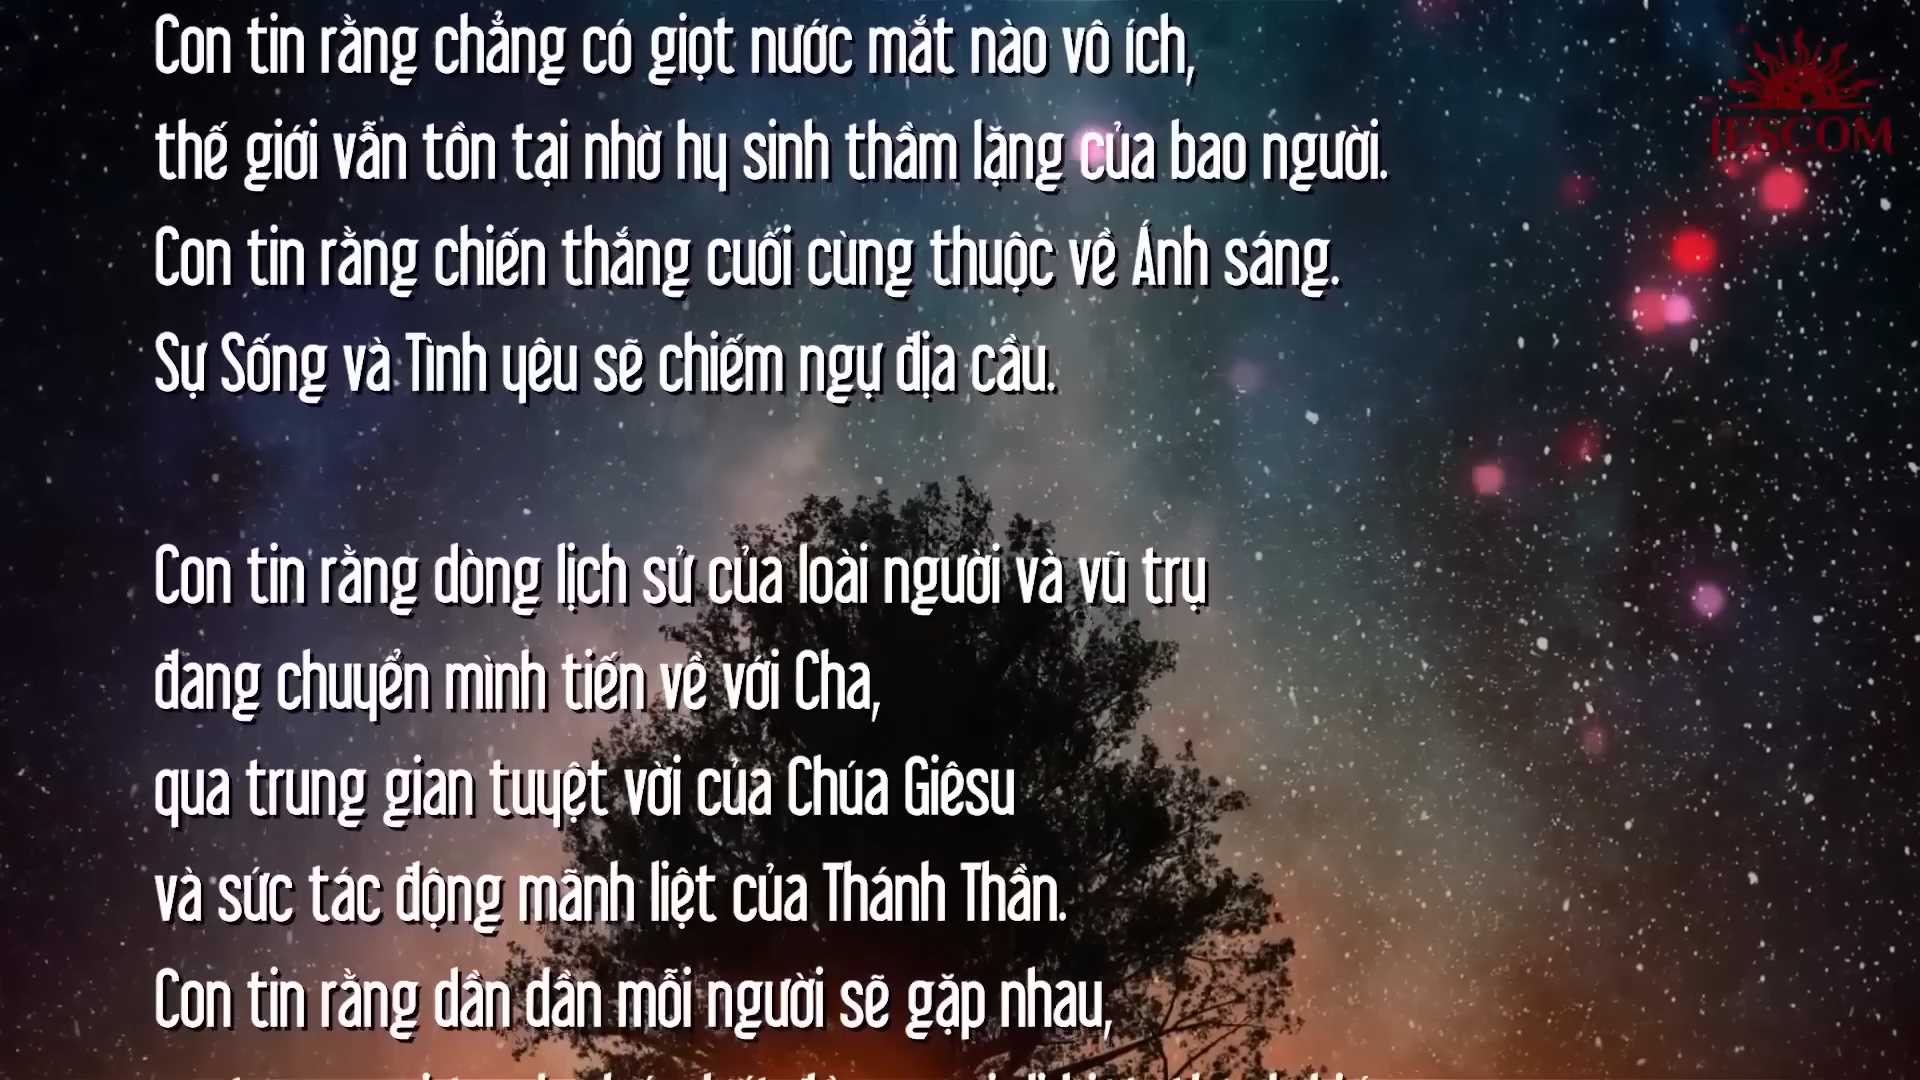 Con tin rằng chẳng có giọt nước mắt nào vô ích,
JESCOM
thế giới vẫn tồn tại nhờ hy sinh thầm lặng của bao người.
Con tin rằng chiến thắng cuối cùng thuộc về Ánh sáng.
Sự Sống và Tình yêu sẽ chiếm ngự địa cầu.
Con tin rằng dòng lịch sử của loài người và vũ trụ
đang chuyển mình tiến về với Cha,
qua trung gian tuyệt vời của Chúa Giêsu
và sức tác động mãnh liệt của Thánh Thần.
Con tin rằng dần dần mỗi người sẽ gặp nhau,